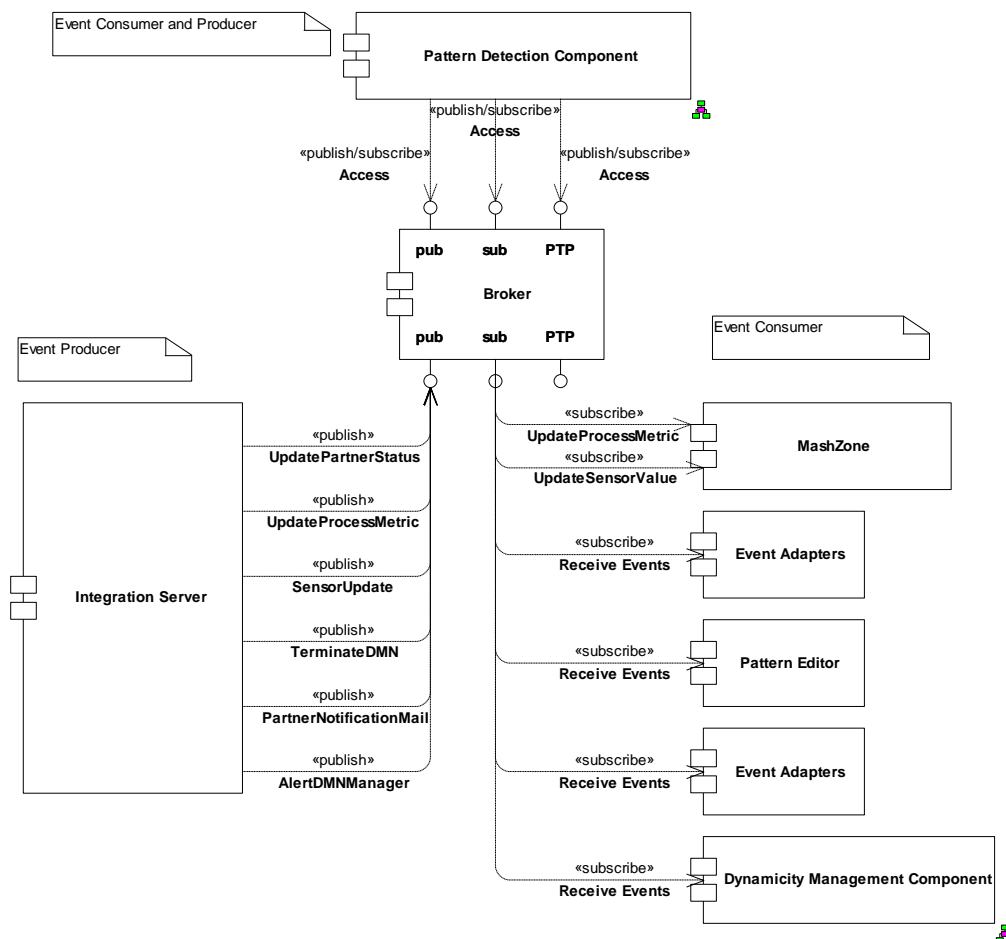 Event Consumer and Producer
Pattern Detection Component
«publish/subscribe»
Access
«publish/subscribe»
Access
«publish/subscribe»
Access
pub sub PTP
Broker
pub sub PTP
Event Producer
Event Consumer
Integration Server
«publish»
UpdatePartnerStatus
«publish»
UpdateProcessMetric
«publish»
SensorUpdate
«publish»
TerminateDMN
«publish»
PartnerNotificationMail
«publish»
AlertDMNManager
«subscribe»
UpdateProcessMetric
«subscribe»
UpdateSensorValue
MashZone
«subscribe»
Receive Events
Event Adapters
«subscribe»
Receive Events
Pattern Editor
«subscribe»
Receive Events
Event Adapters
«subscribe»
Receive Events
Dynamicity Management Component